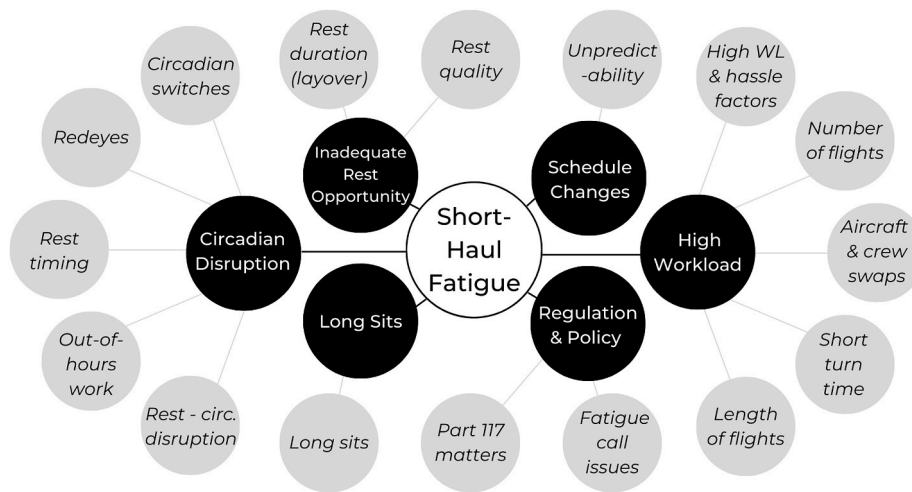 Rest
duration
(layover)
Rest
quality
Unpredict
-ability
High WL
& hassle
factors
Circadian
switches
Number
of flights
Redeyes
Inadequate
Rest
Opportunity
Schedule
Changes
Short-
Haul
Fatigue
Circadian
Disruption
High
Workload
Rest
timing
Aircraft
& crew
swaps
Long Sits
Regulation
& Policy
Out-of-
hours
work
Short
turn
time
Rest - circ.
disruption
Long sits
Part 117
matters
Fatigue
call
issues
Length
of flights